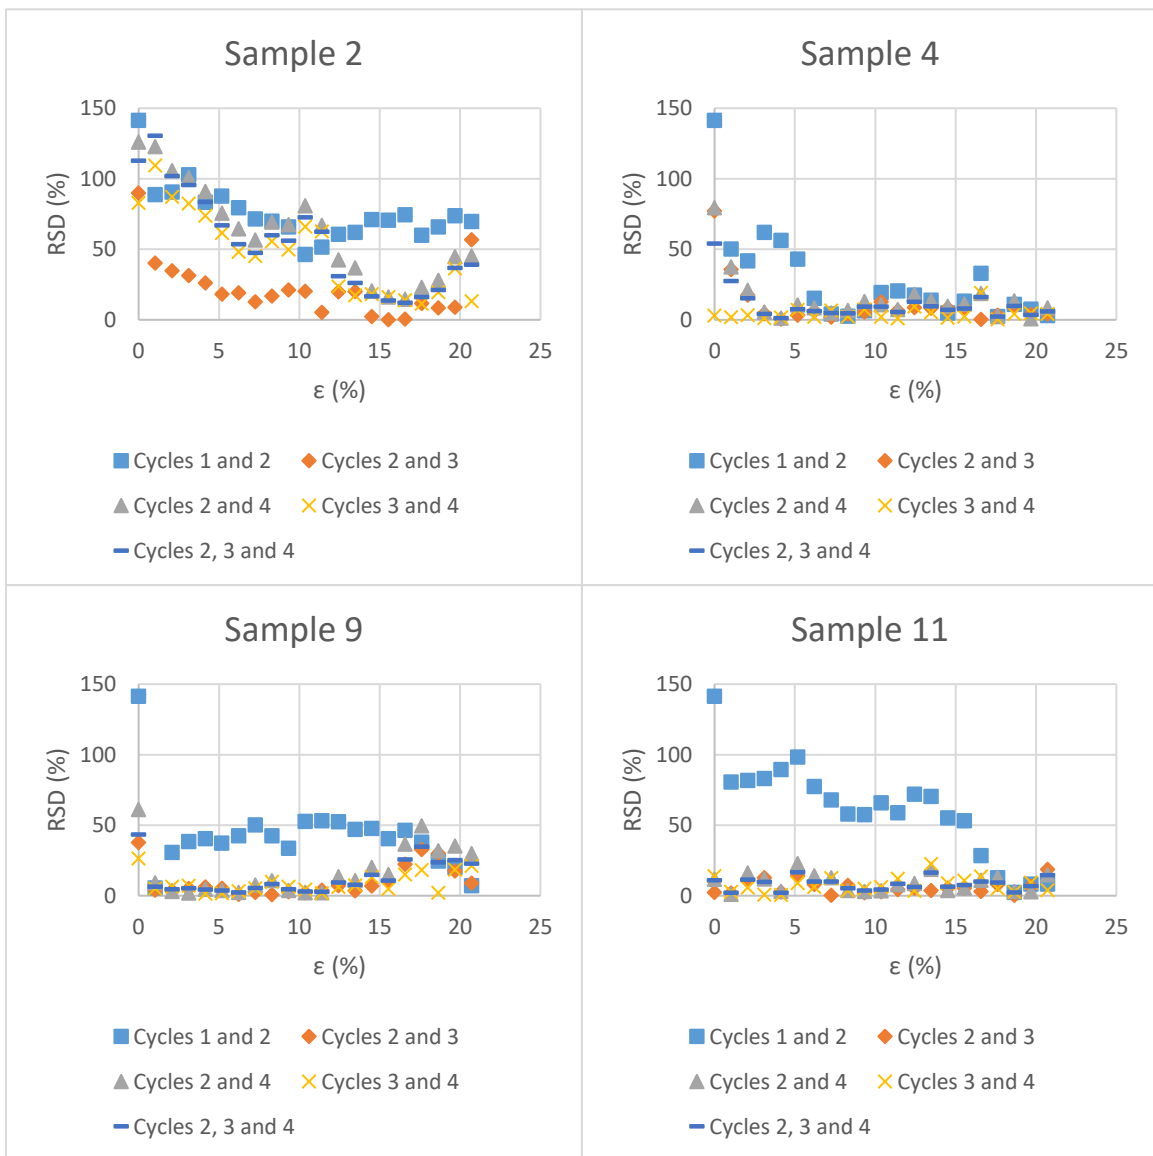 Sample 2
150
100
50
0
RSD (%)
0 5 10 15 20 25
ε (%)
Cycles 1 and 2 Cycles 2 and 3
Cycles 2 and 4 Cycles 3 and 4
Cycles 2, 3 and 4
Sample 4
150
100
50
0
RSD (%)
0 5 10 15 20 25
ε (%)
Cycles 1 and 2 Cycles 2 and 3
Cycles 2 and 4 Cycles 3 and 4
Cycles 2, 3 and 4
Sample 9
150
100
50
0
RSD (%)
0 5 10 15 20 25
ε (%)
Cycles 1 and 2 Cycles 2 and 3
Cycles 2 and 4 Cycles 3 and 4
Cycles 2, 3 and 4
Sample 11
150
100
50
0
RSD (%)
0 5 10 15 20 25
ε (%)
Cycles 1 and 2 Cycles 2 and 3
Cycles 2 and 4 Cycles 3 and 4
Cycles 2, 3 and 4